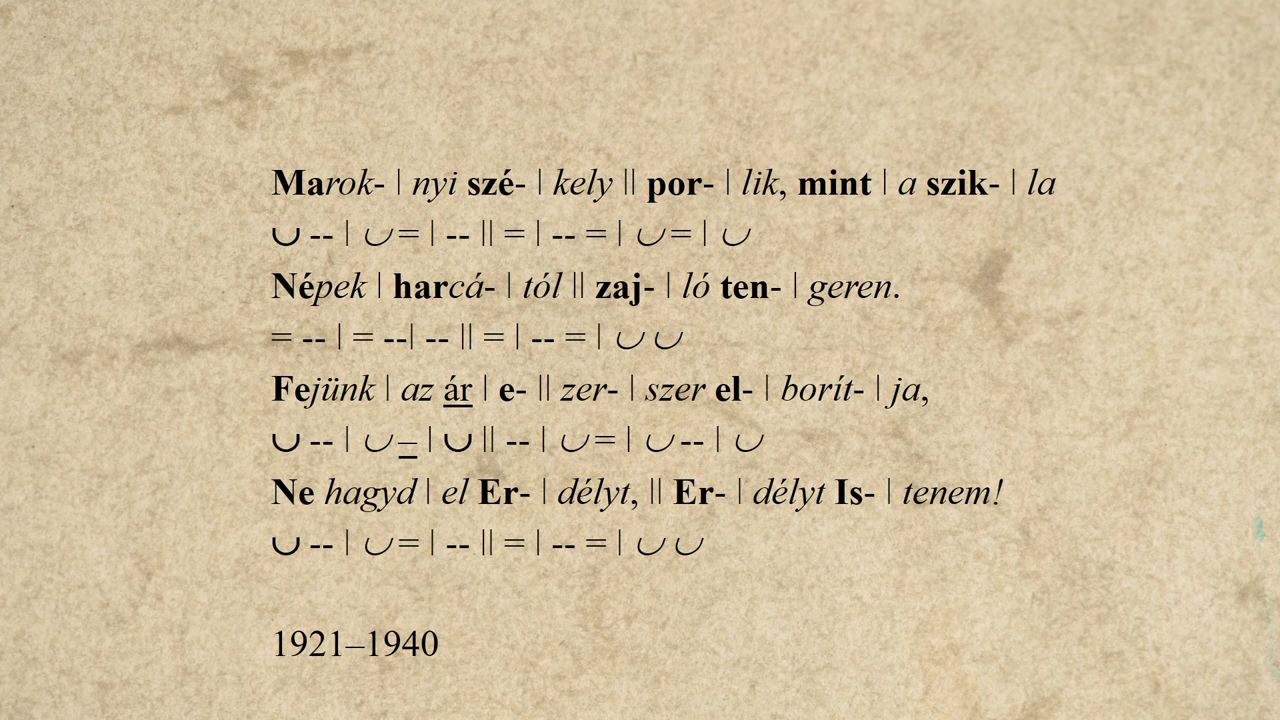 Marok- | nyi szé- | kely || por- | lik, mint | a szik- | la
∪ -- | ∪ = | -- || = | -- = | ∪ = | ∪
Népek | harcá- | tól || zaj- | ló ten- | geren.
= -- | = --| -- || = | -- = | ∪ ∪
Fejünk | az ár | e- || zer- | szer el- | borít- | ja,
∪ -- | ∪ – | ∪ || -- | ∪ = | ∪ -- | ∪
Ne hagyd | el Er- | délyt, || Er- | délyt Is- | tenem!
∪ -- | ∪ = | -- || = | -- = | ∪ ∪
1921–1940